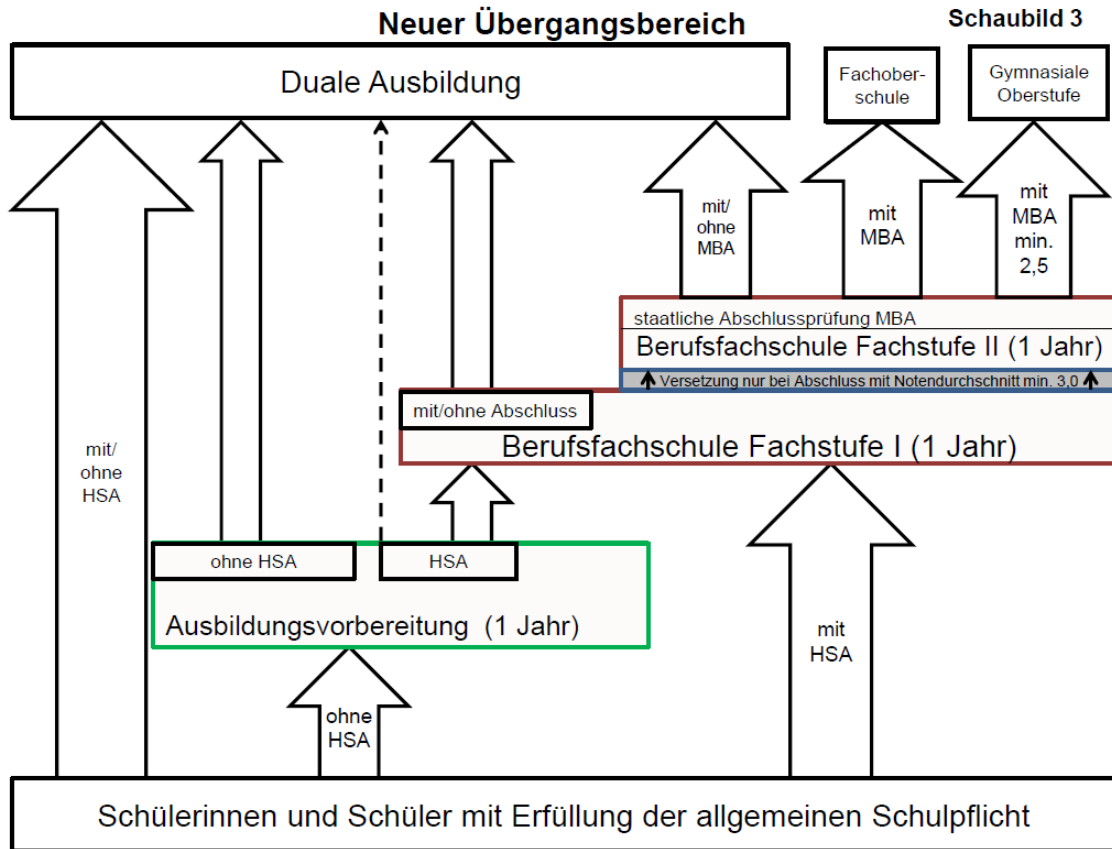 Neuer Übergangsbereich
Schaubild 3
Duale Ausbildung
Fachober-
schule
Gymnasiale
Oberstufe
mit/
ohne
MBA
mit
MBA
mit
MBA
min.
2,5
staatliche Abschlussprüfung MBA
Berufsfachschule Fachstufe II (1 Jahr)
Versetzung nur bei Abschluss mit Notendurchschnitt min. 3,0
mit/ohne Abschluss
Berufsfachschule Fachstufe I (1 Jahr)
mit/
ohne
HSA
ohne HSA
HSA
Ausbildungsvorbereitung (1 Jahr)
mit
HSA
ohne
HSA
Schülerinnen und Schüler mit Erfüllung der allgemeinen Schulpflicht